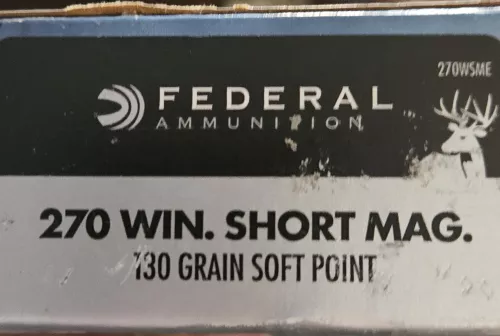 270WSME
FEDERAL
AMMUNITION
270 WIN. SHORT MAG.
130 GRAIN SOFT POINT